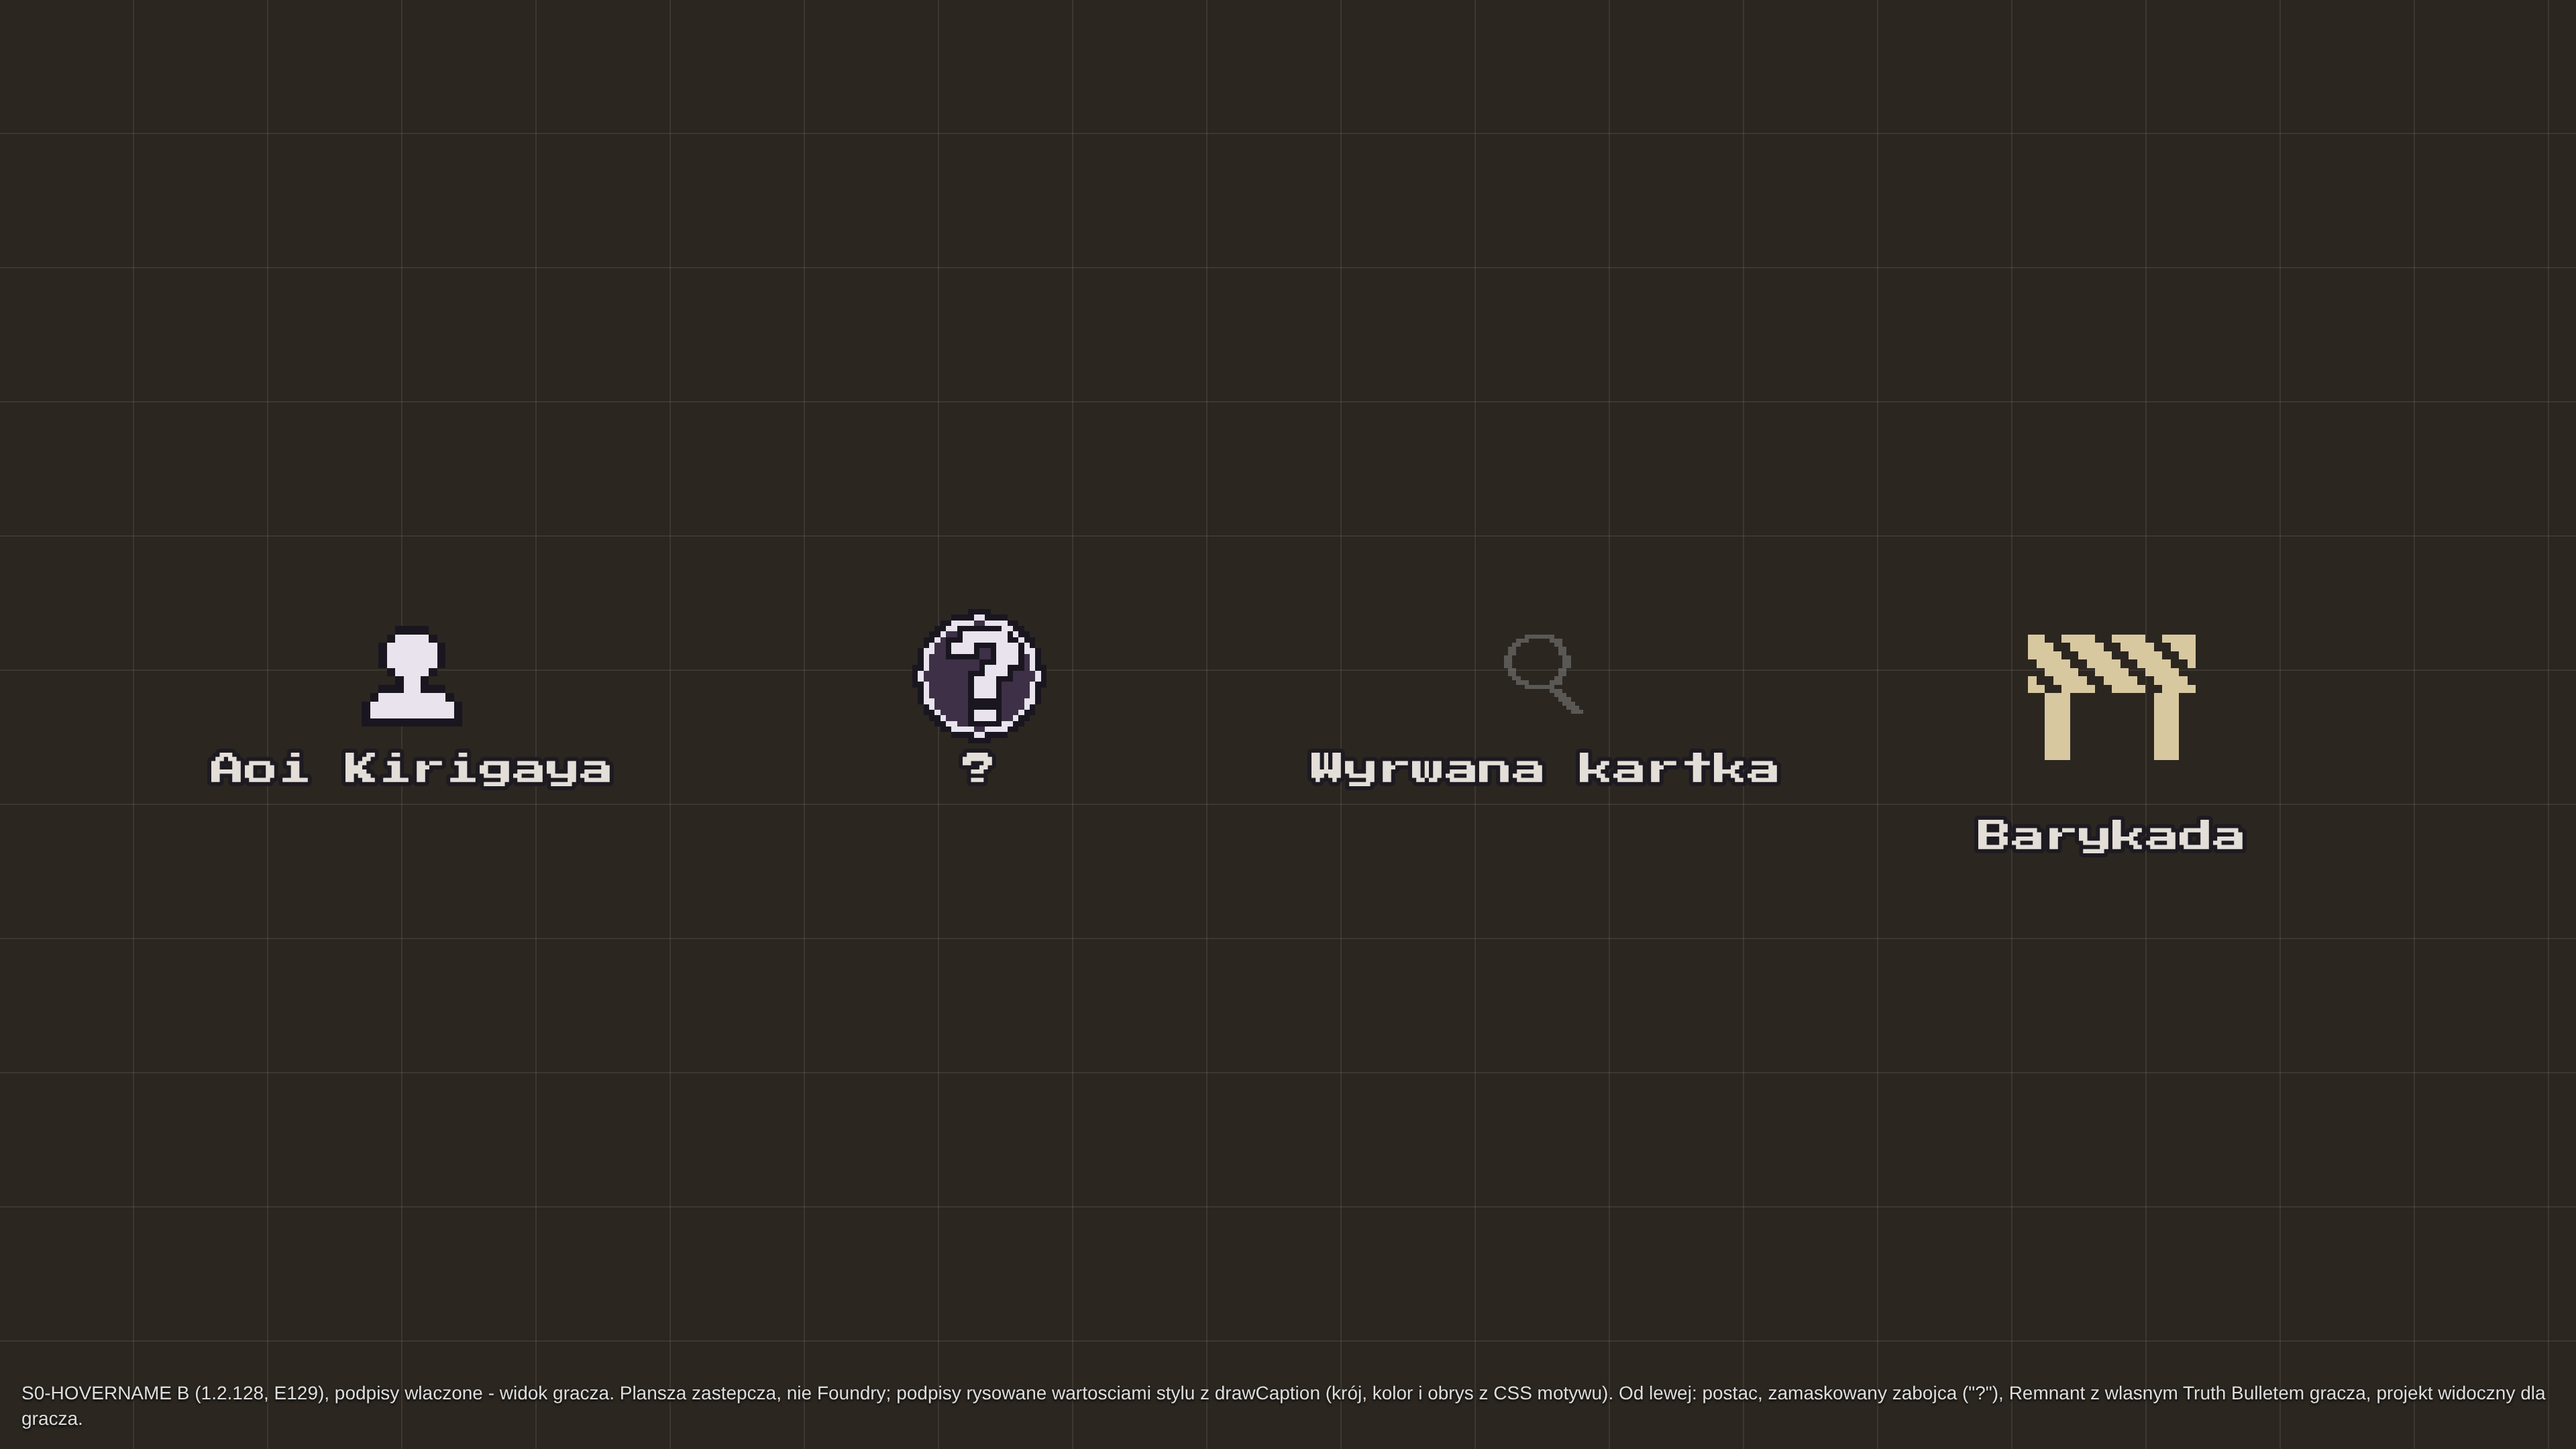 Aoi Kirigaya
?
?
Wyrwana kartka
Barykada
S0-HOVERNAME B (1.2.128, E129), podpisy wlaczone - widok gracza. Plansza zastepcza, nie Foundry; podpisy rysowane wartosciami stylu z drawCaption (krój, kolor i obrys z CSS motywu). Od lewej: postac, zamaskowany zabojca ("?"), Remnant z wlasnym Truth Bulletem gracza, projekt widoczny dla
gracza.